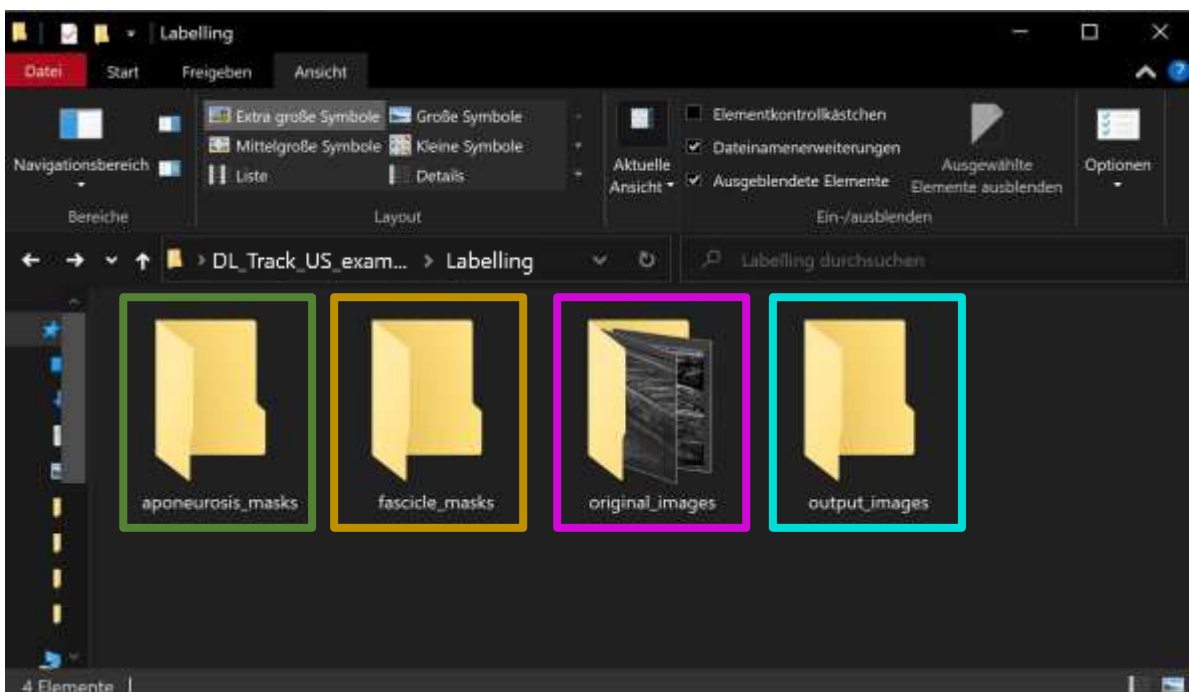 Labelling
Datei Start Freigeben Ansicht
Extra große Symbole Große Symbole
Mittelgroße Symbole Kleine Symbole
Liste Details
Navigationsbereich
Aktuelle
Ansicht
Elementkontrollkästchen
Dateinamenerweiterungen
Ausgeblendete Elemente
Ausgewählte
Elemente ausblenden
Optionen
Bereiche Layout Ein-/ausblenden
DL_Track_US_exam... > Labelling
Labelling durchsuchen
aponeurosis_masks fascicle_masks original_images output_images
4 Elemente